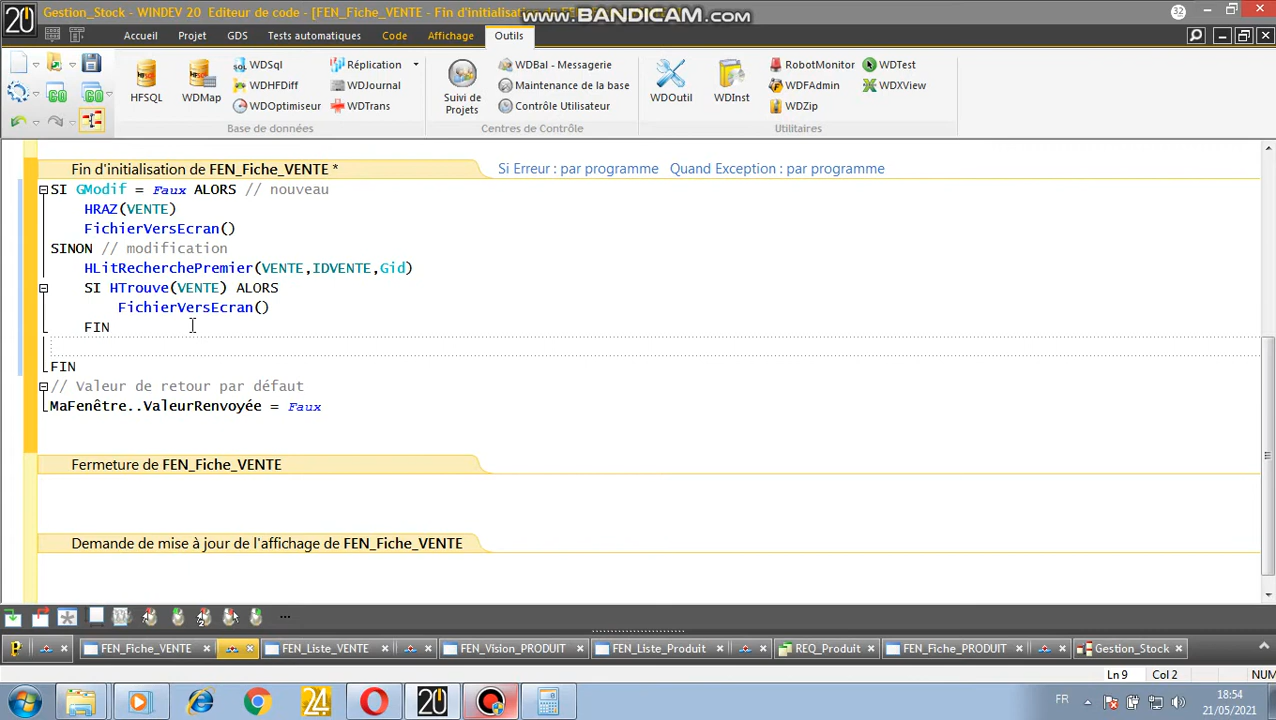 Gestion_Stock - WINDEV 20 Editeur de code - [FEN_Fiche_VENTE - Fin d'initialisation
www.BANDICAM.com
32
20
Accueil Projet GDS Tests automatiques Code Affichage Outils
HFSQL
WDMap
WDSql
WDHFDiff
WDOptimiseur
Réplication
WDJournal
WDTrans
Base de données
Suivi de Projets
WDBal - Messagerie
Maintenance de la base
Contrôle Utilisateur
Centres de Contrôle
WDOutil
WDInst
RobotMonitor
WDFAdmin
WDZip
WDTest
WDXView
Utilitaires
Fin d'initialisation de FEN_Fiche_VENTE * Si Erreur : par programme Quand Exception : par programme
SI GModif = Faux ALORS // nouveau
HRAZ(VENTE)
FichierVersEcran()
SINON // modification
HLitRecherchePremier(VENTE,IDVENTE,Gid)
SI HTrouve(VENTE) ALORS
FichierVersEcran()
FIN
FIN
// Valeur de retour par défaut
MaFenêtre..ValeurRenvoyée = Faux
Fermeture de FEN_Fiche_VENTE
Demande de mise à jour de l'affichage de FEN_Fiche_VENTE
FEN_Fiche_VENTE FEN_Liste_VENTE FEN_Vision_PRODUIT FEN_Liste_Produit REQ_Produit FEN_Fiche_PRODUIT Gestion_Stock
Ln 9 Col 2 NUM
FR 18:54
21/05/2021